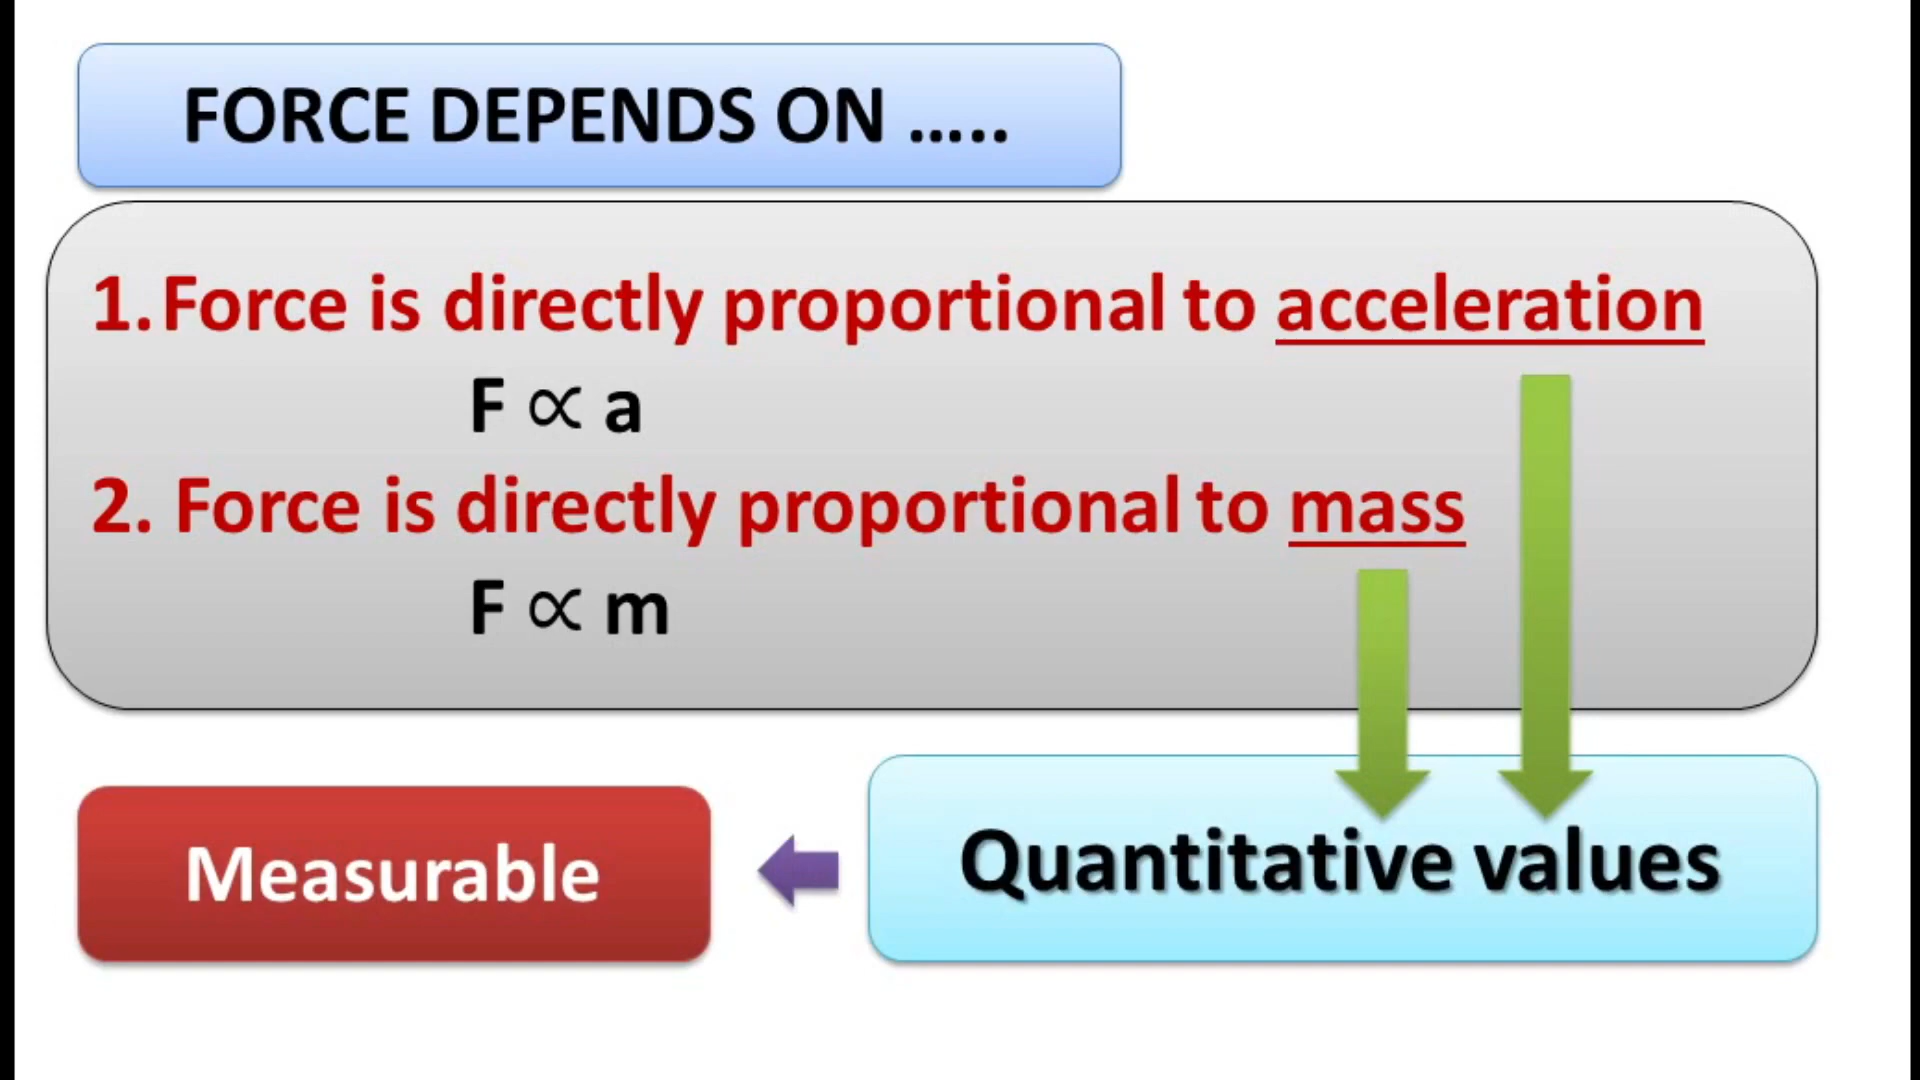 FORCE DEPENDS ON .....
1. Force is directly proportional to acceleration
F ∝ a
2. Force is directly proportional to mass
F ∝ m
Measurable
Quantitative values